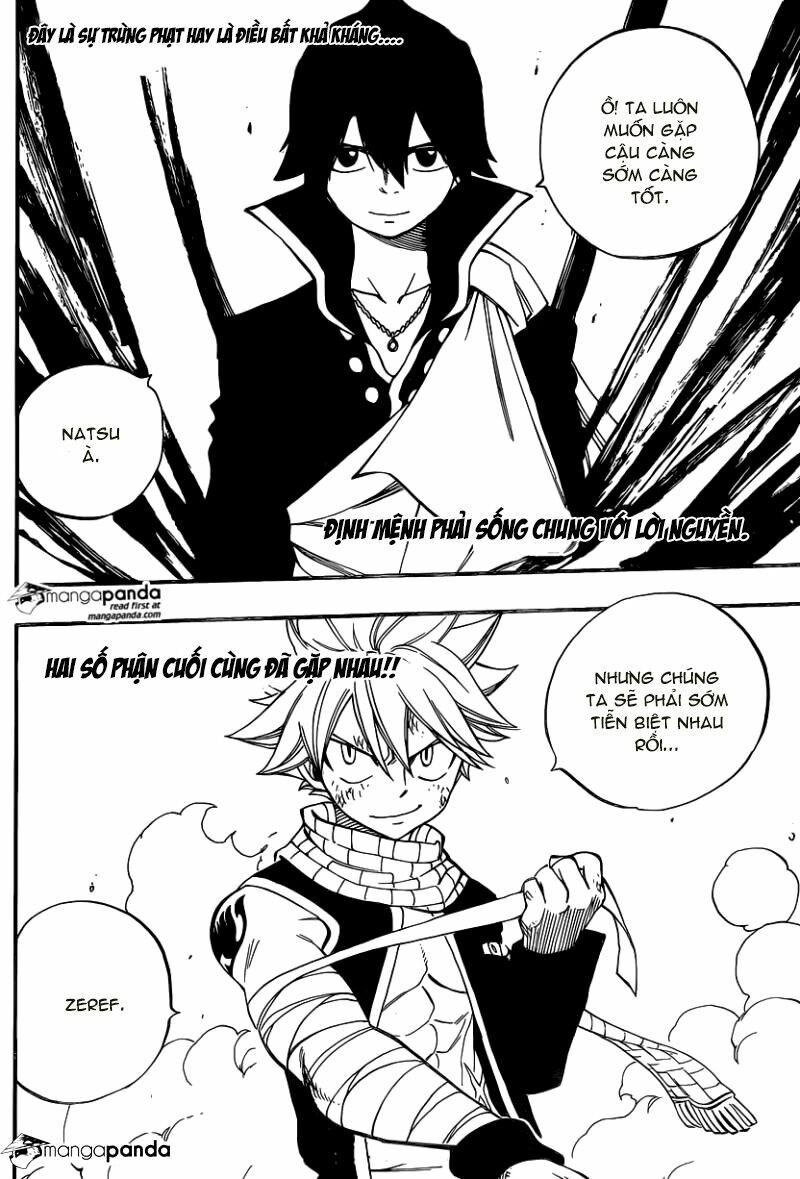 ĐÂY LÀ SỰ TRỪNG PHẠT HAY LÀ ĐIỀU BẤT KHẢ KHÁNG....
Ồ! TA LUÔN
MUỐN GẶP
CẬU CÀNG
SỚM CÀNG
TỐT.
NATSU
À.
ĐỊNH MỆNH PHẢI SỐNG CHUNG VỚI LỜI NGUYỀN.
mangapanda
read first at
mangapanda.com
HAI SỐ PHẬN CUỐI CÙNG ĐÃ GẶP NHAU!!
NHƯNG CHÚNG
TA SẼ PHẢI SỚM
TIỄN BIỆT NHAU
RỒI...
ZEREF.
mangapanda